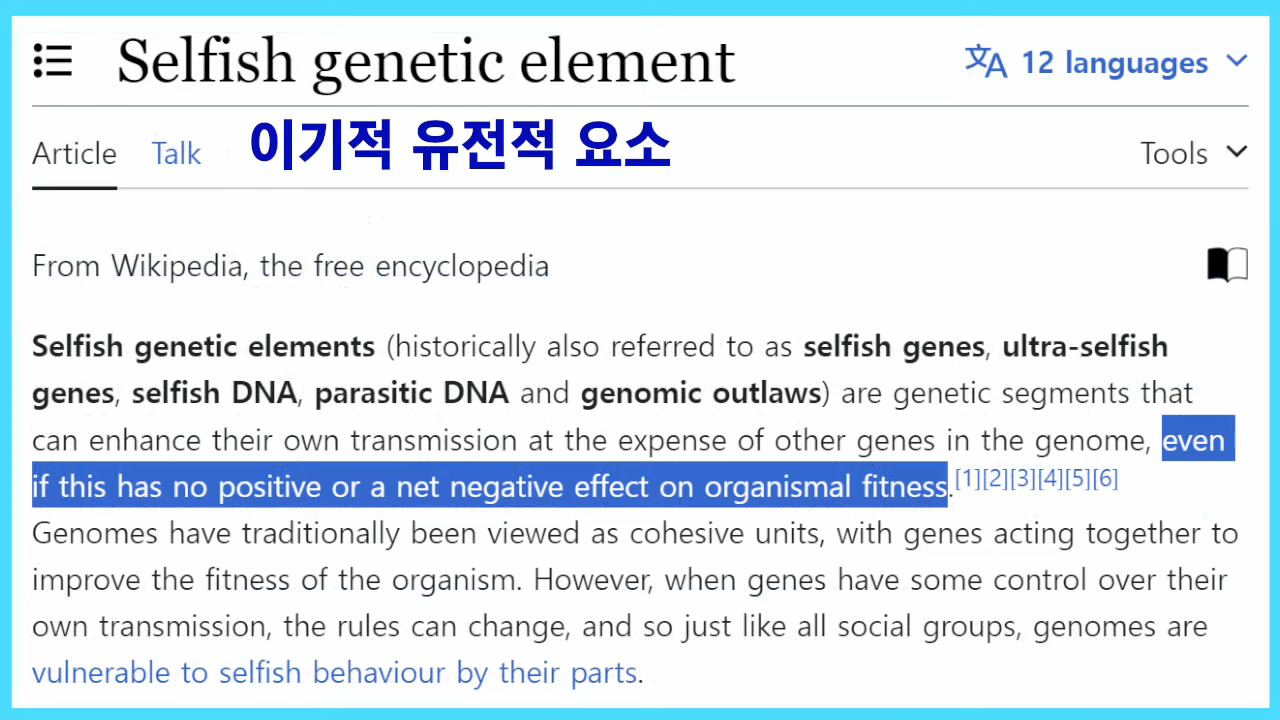 Selfish genetic element
12 languages
Article Talk 이기적 유전적 요소 Tools
From Wikipedia, the free encyclopedia
Selfish genetic elements (historically also referred to as selfish genes, ultra-selfish
genes, selfish DNA, parasitic DNA and genomic outlaws) are genetic segments that
can enhance their own transmission at the expense of other genes in the genome, even
if this has no positive or a net negative effect on organismal fitness.[1][2][3][4][5][6]
Genomes have traditionally been viewed as cohesive units, with genes acting together to
improve the fitness of the organism. However, when genes have some control over their
own transmission, the rules can change, and so just like all social groups, genomes are
vulnerable to selfish behaviour by their parts.